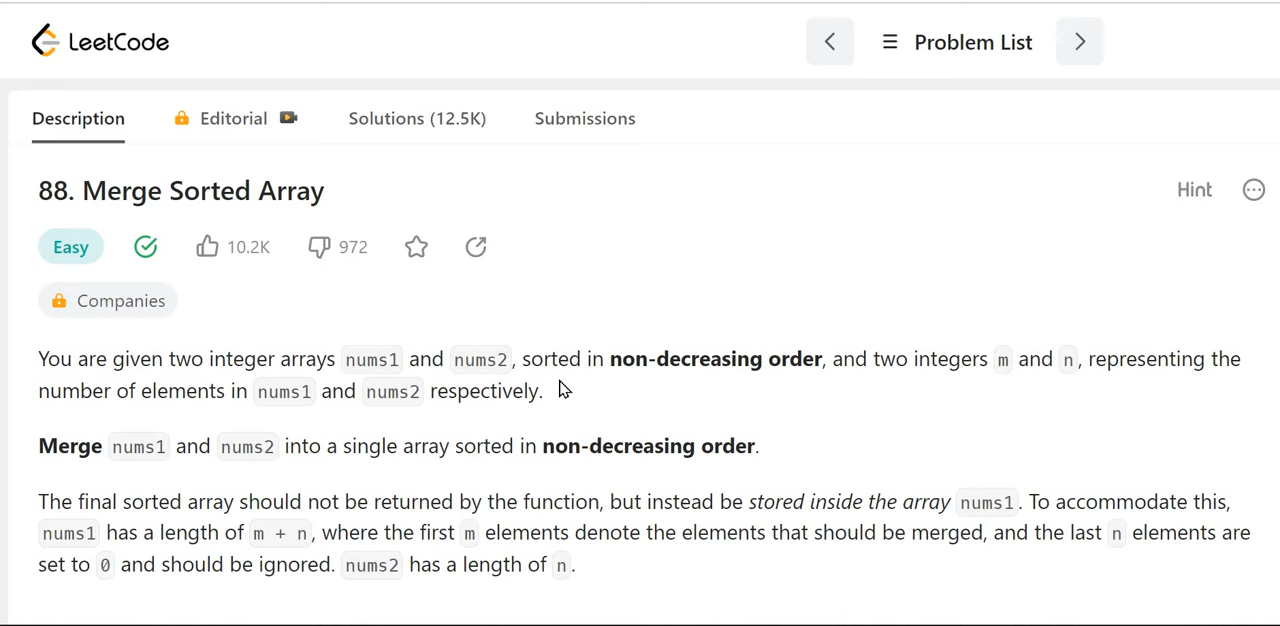 LeetCode
Problem List
Description
Editorial
Solutions (12.5K)
Submissions
88. Merge Sorted Array
Hint
Easy
10.2K
972
Companies
You are given two integer arrays nums1 and nums2, sorted in non-decreasing order, and two integers m and n, representing the
number of elements in nums1 and nums2 respectively.
Merge nums1 and nums2 into a single array sorted in non-decreasing order.
The final sorted array should not be returned by the function, but instead be stored inside the array nums1. To accommodate this,
nums1 has a length of m + n, where the first m elements denote the elements that should be merged, and the last n elements are
set to 0 and should be ignored. nums2 has a length of n.